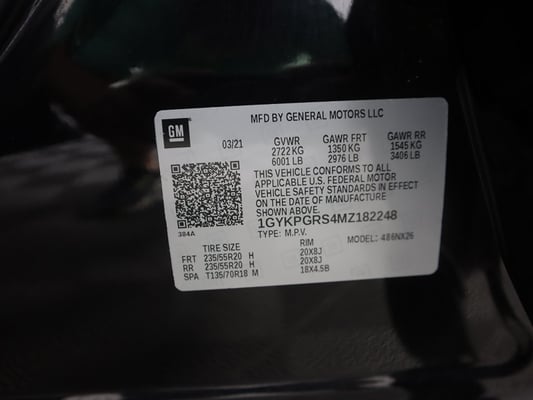 GM
MFD BY GENERAL MOTORS LLC
03/21 GVWR GAWR FRT GAWR RR
2722 KG 1350 KG 1545 KG
6001 LB 2976 LB 3406 LB
THIS VEHICLE CONFORMS TO ALL
APPLICABLE U.S. FEDERAL MOTOR
VEHICLE SAFETY STANDARDS IN EFFECT
ON THE DATE OF MANUFACTURE
SHOWN ABOVE.
384A 1GYKPGRS4MZ182248
TYPE: M.P.V. MODEL: 486NX26
TIRE SIZE RIM
FRT 235/55R20 H 20X8J
RR 235/55R20 H 20X8J
SPA T135/70R18 M 18X4.5B